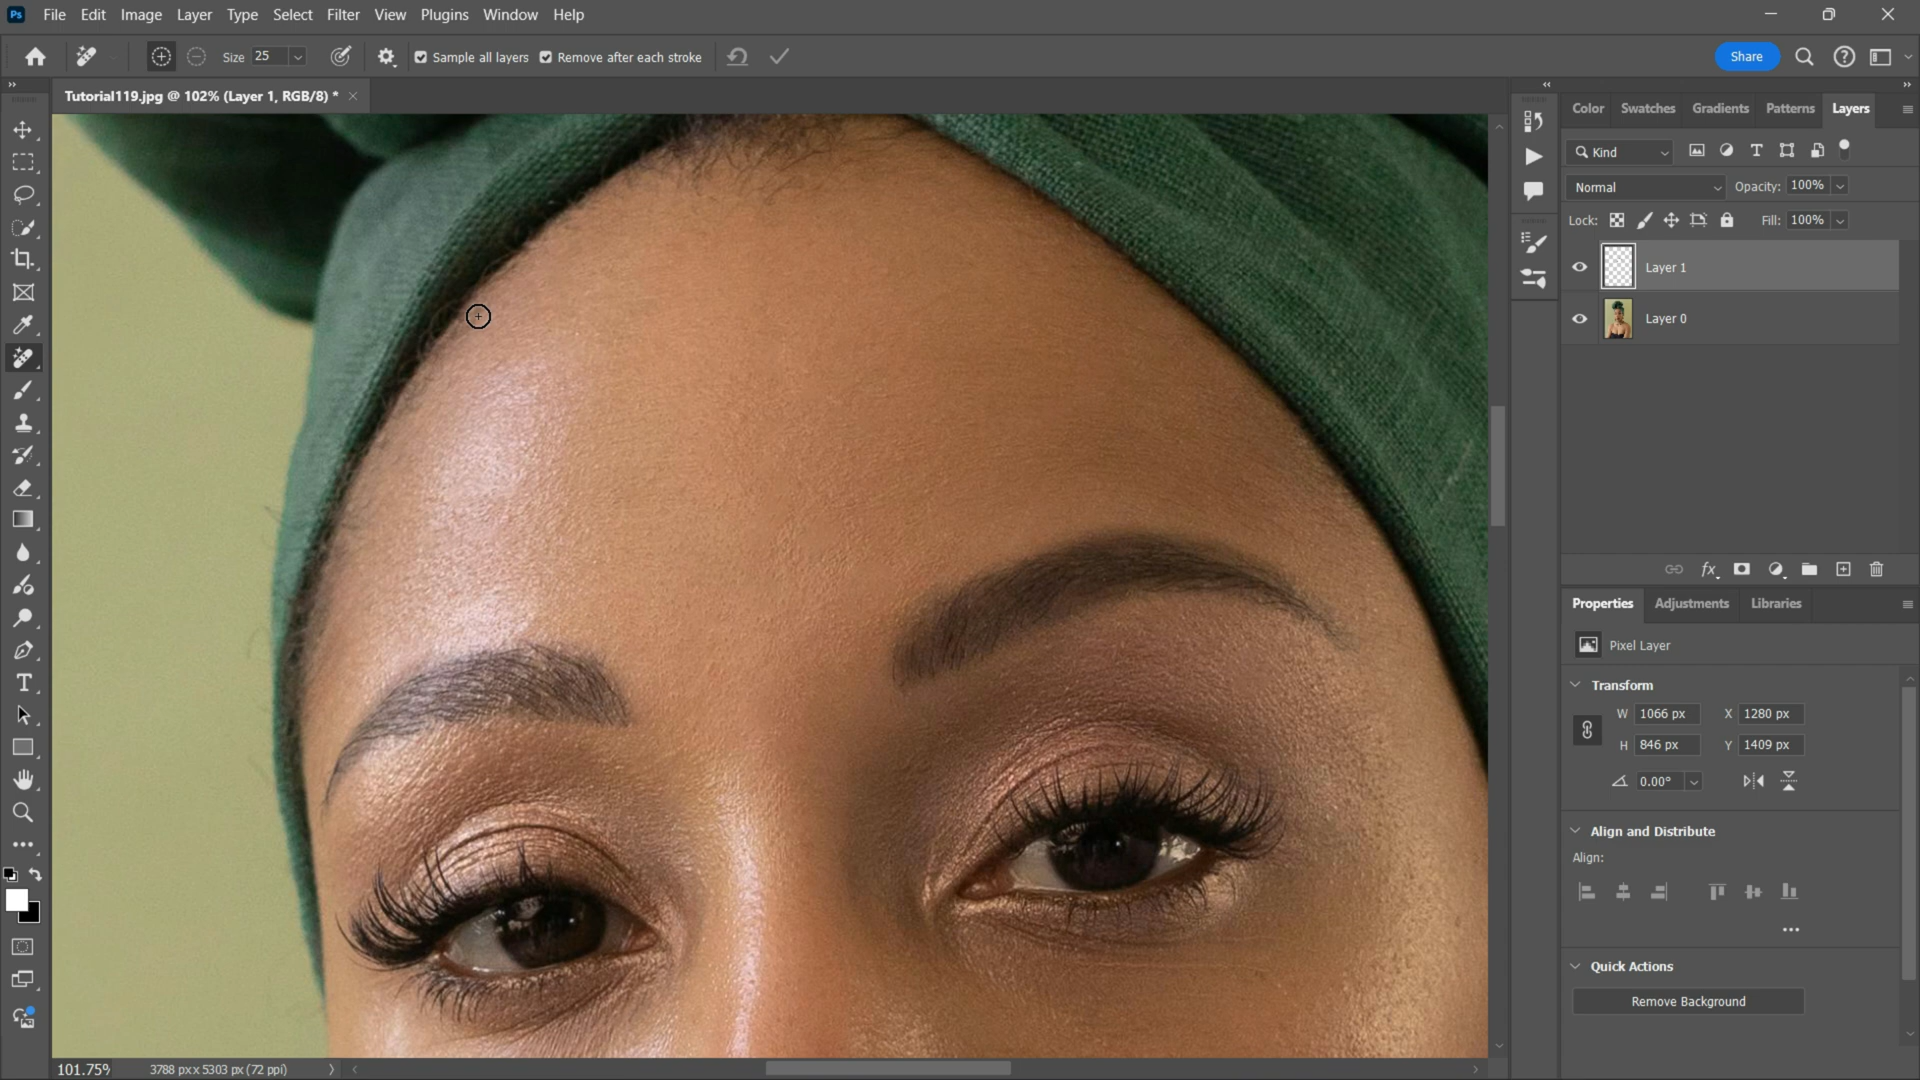 Ps File Edit Image Layer Type Select Filter View Plugins Window Help
Size 25 Sample all layers Remove after each stroke Share
Tutorial119.jpg @ 102% (Layer 1, RGB/8) *
Color Swatches Gradients Patterns Layers
Kind
Normal Opacity: 100%
Lock: Fill: 100%
Layer 1
Layer 0
fx
Properties Adjustments Libraries
Pixel Layer
Transform
W 1066 px X 1280 px
H 846 px Y 1409 px
0.00°
Align and Distribute
Align:
Quick Actions
Remove Background
101.75% 3788 px x 5303 px (72 ppi)